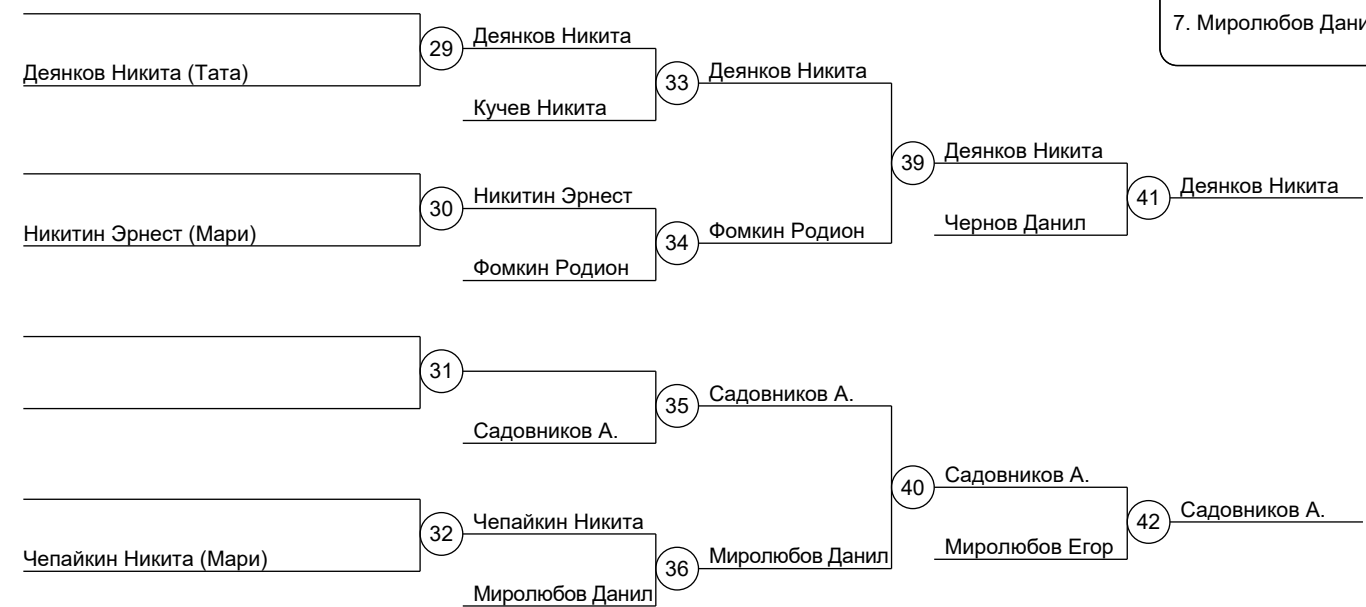 7. Миролюбов Дани
29
Деянков Никита
Деянков Никита (Тата)
33
Деянков Никита
Кучев Никита
39
Деянков Никита
41
Деянков Никита
Чернов Данил
30
Никитин Эрнест
Никитин Эрнест (Мари)
34
Фомкин Родион
Фомкин Родион
31
35
Садовников А.
Садовников А.
40
Садовников А.
42
Садовников А.
Миролюбов Егор
32
Чепайкин Никита
Чепайкин Никита (Мари)
36
Миролюбов Данил
Миролюбов Данил